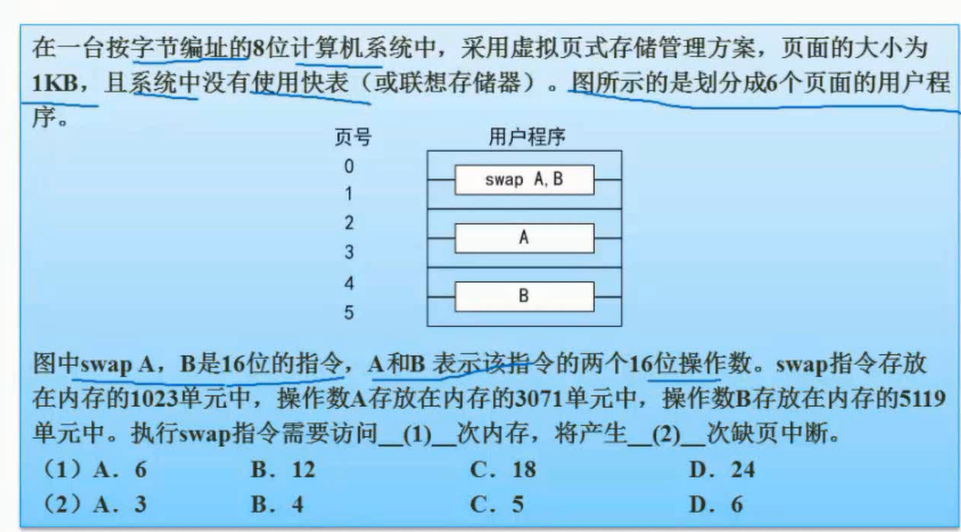 在一台按字节编址的8位计算机系统中，采用虚拟页式存储管理方案，页面的大小为
1KB，且系统中没有使用快表（或联想存储器）。图所示的是划分成6个页面的用户程
序。
页号 用户程序
0
swap A,B
1
2
A
3
4
B
5
图中swap A，B是16位的指令，A和B 表示该指令的两个16位操作数。swap指令存放
在内存的1023单元中，操作数A存放在内存的3071单元中，操作数B存放在内存的5119
单元中。执行swap指令需要访问__(1)__次内存，将产生__(2)__次缺页中断。
（1）A．6 B．12 C．18 D．24
（2）A．3 B．4 C．5 D．6